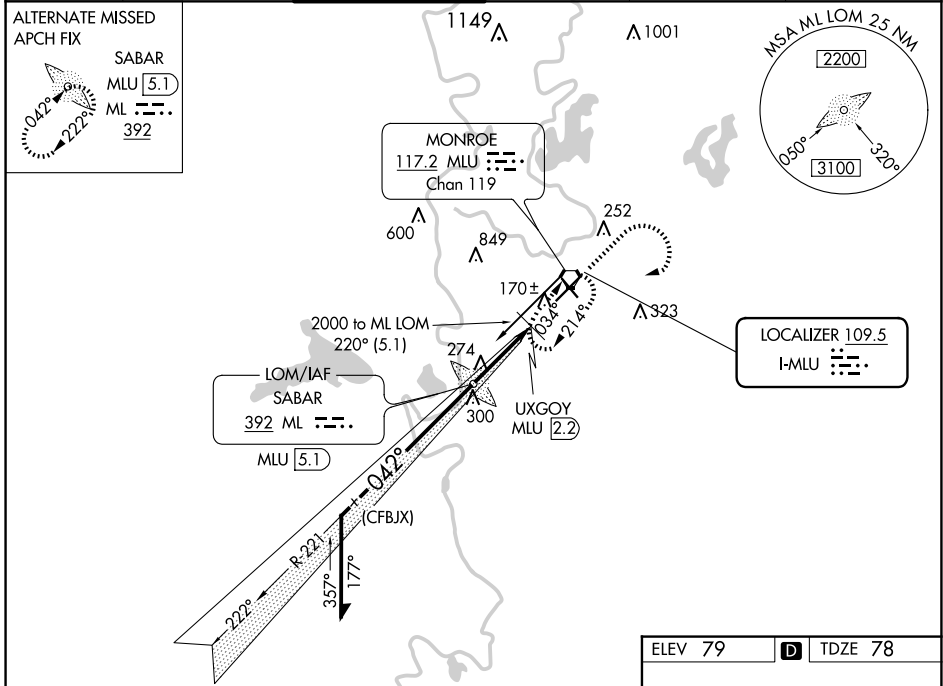 ALTERNATE MISSED
APCH FIX
SABAR
MLU 5.1
ML
392
042°
222°
1149
1001
MSA ML LOM 25 NM
2200
050°
320°
3100
MONROE
117.2 MLU
Chan 119
600
849
252
170±
034°
214°
323
2000 to ML LOM
220° (5.1)
274
LOCALIZER 109.5
I-MLU
LOM/IAF
SABAR
392 ML
MLU 5.1
300
UXGOY
MLU 2.2
042°
(CFBJX)
R-221
222°
357°
177°
ELEV 79 D TDZE 78